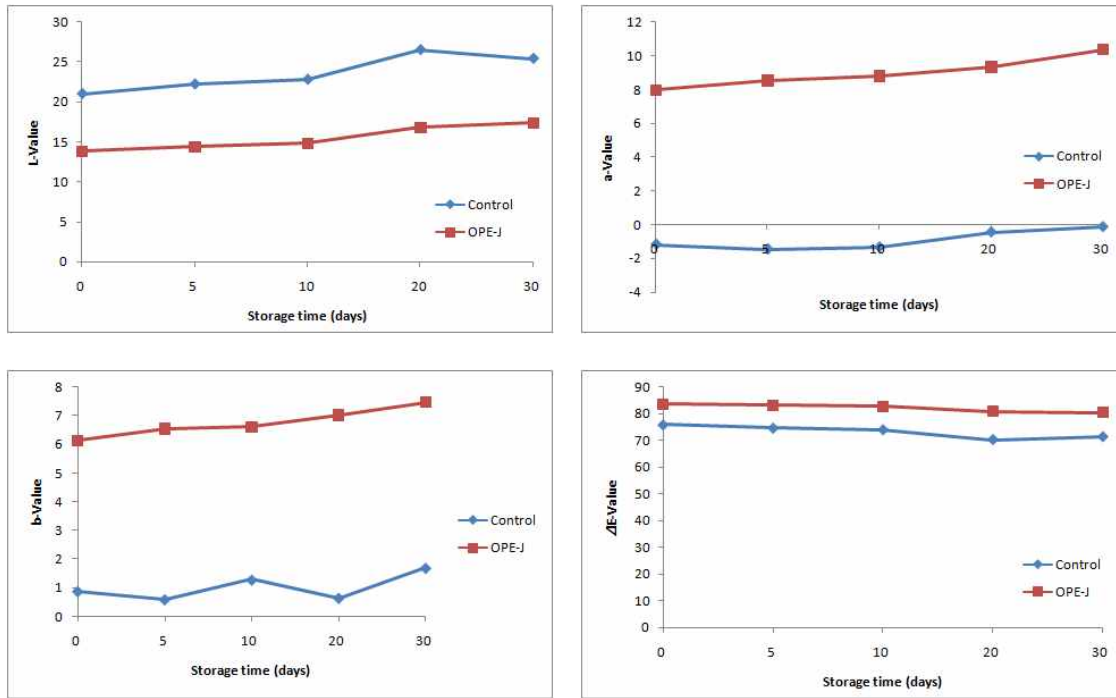 30
25
20
15
10
5
0
L-Value
Control
OPE-J
0 5 10 20 30
Storage time (days)
12
10
8
6
4
2
0
-2
-4
a-Value
Control
OPE-J
0 5 10 20 30
Storage time (days)
8
7
6
5
4
3
2
1
0
b-Value
Control
OPE-J
0 5 10 20 30
Storage time (days)
90
80
70
60
50
40
30
20
10
0
ΔE-Value
Control
OPE-J
0 5 10 20 30
Storage time (days)